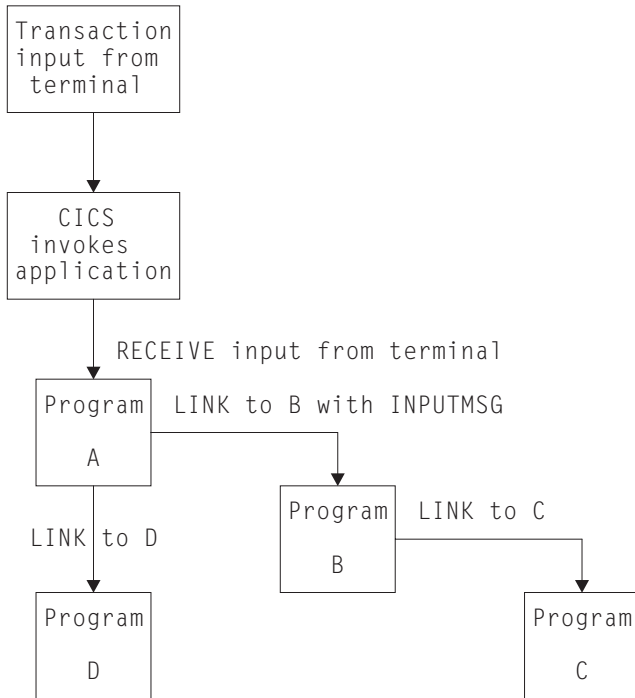 Transaction
input from
terminal
CICS
invokes
application
RECEIVE input from terminal
Program
A
LINK to B with INPUTMSG
Program
B
LINK to C
LINK to D
Program
D
Program
C